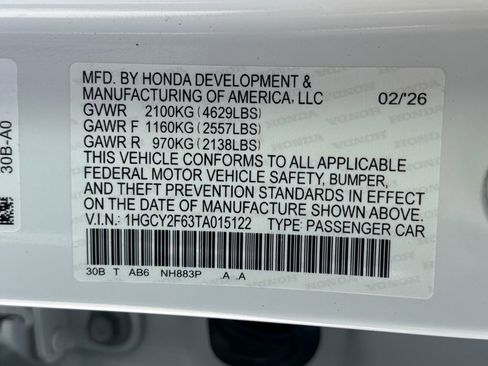 30B-A0
MFD. BY HONDA DEVELOPMENT &
MANUFACTURING OF AMERICA, LLC 02/'26
GVWR 2100KG (4629LBS)
GAWR F 1160KG (2557LBS)
GAWR R 970KG (2138LBS)
THIS VEHICLE CONFORMS TO ALL APPLICABLE
FEDERAL MOTOR VEHICLE SAFETY, BUMPER,
AND THEFT PREVENTION STANDARDS IN EFFECT
ON THE DATE OF MANUFACTURE SHOWN ABOVE.
V.I.N.: 1HGCY2F63TA015122 TYPE: PASSENGER CAR
30B T AB6 NH883P .A .A